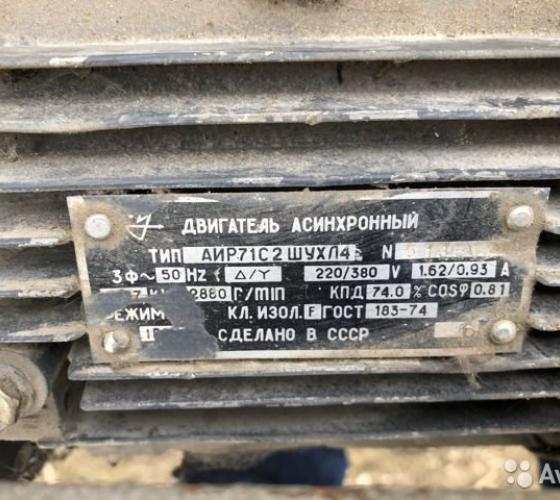 ДВИГАТЕЛЬ АСИНХРОННЫЙ
ТИП АИР71С2ШУХЛ4 N
3Ф~ 50 Hz Δ/Y 220/380 V 1.62/0.93 A
2880 r/min КПД 74.0 % COSφ 0.81
КЛ. ИЗОЛ. F ГОСТ 183-74
СДЕЛАНО В СССР